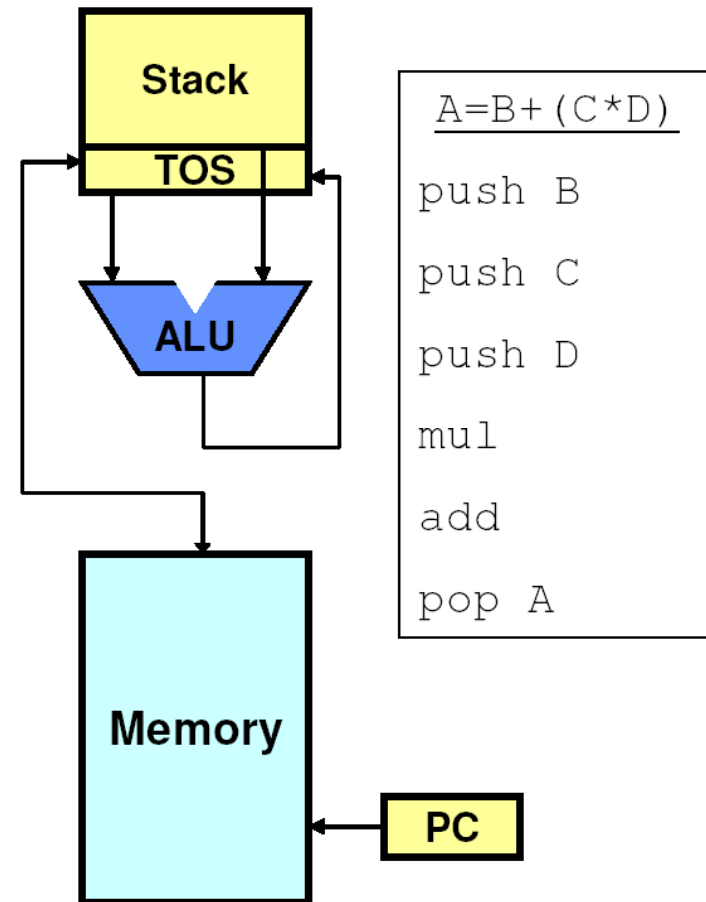 Stack
TOS
ALU
Memory
PC
A=B+(C*D)
push B
push C
push D
mul
add
pop A